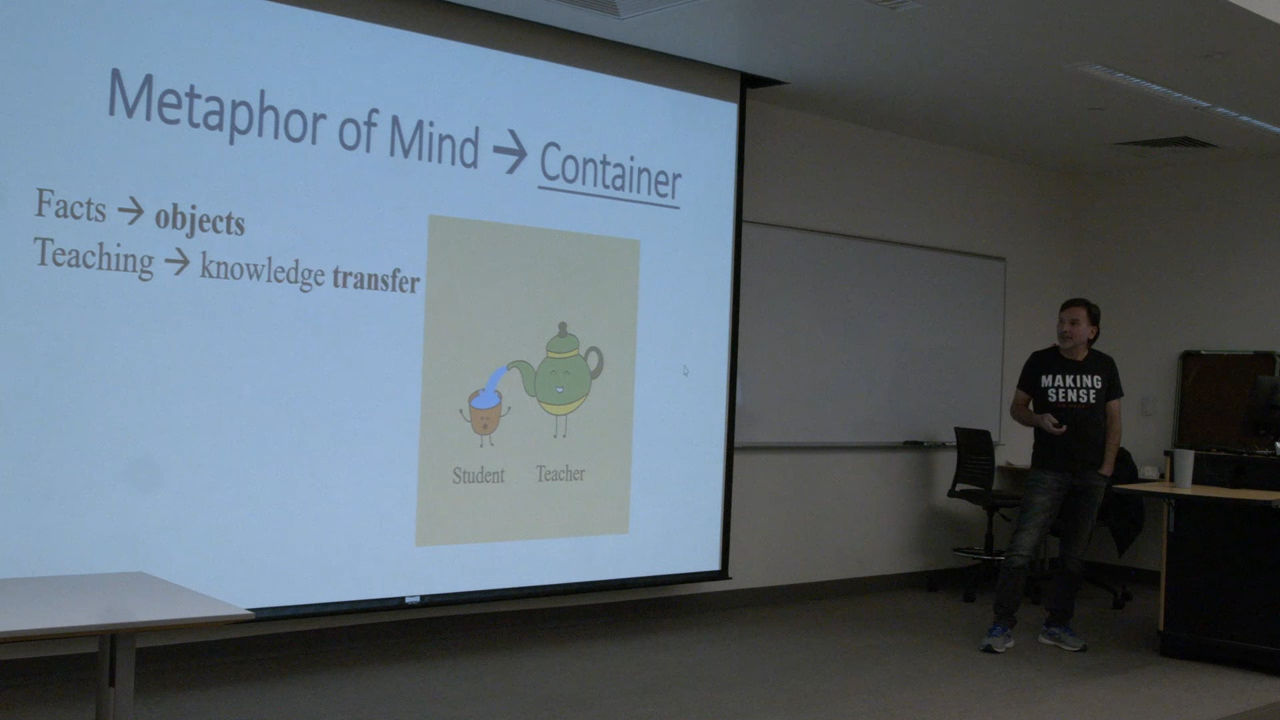 Metaphor of Mind → Container
Facts → objects
Teaching → knowledge transfer
Student Teacher
MAKING
SENSE